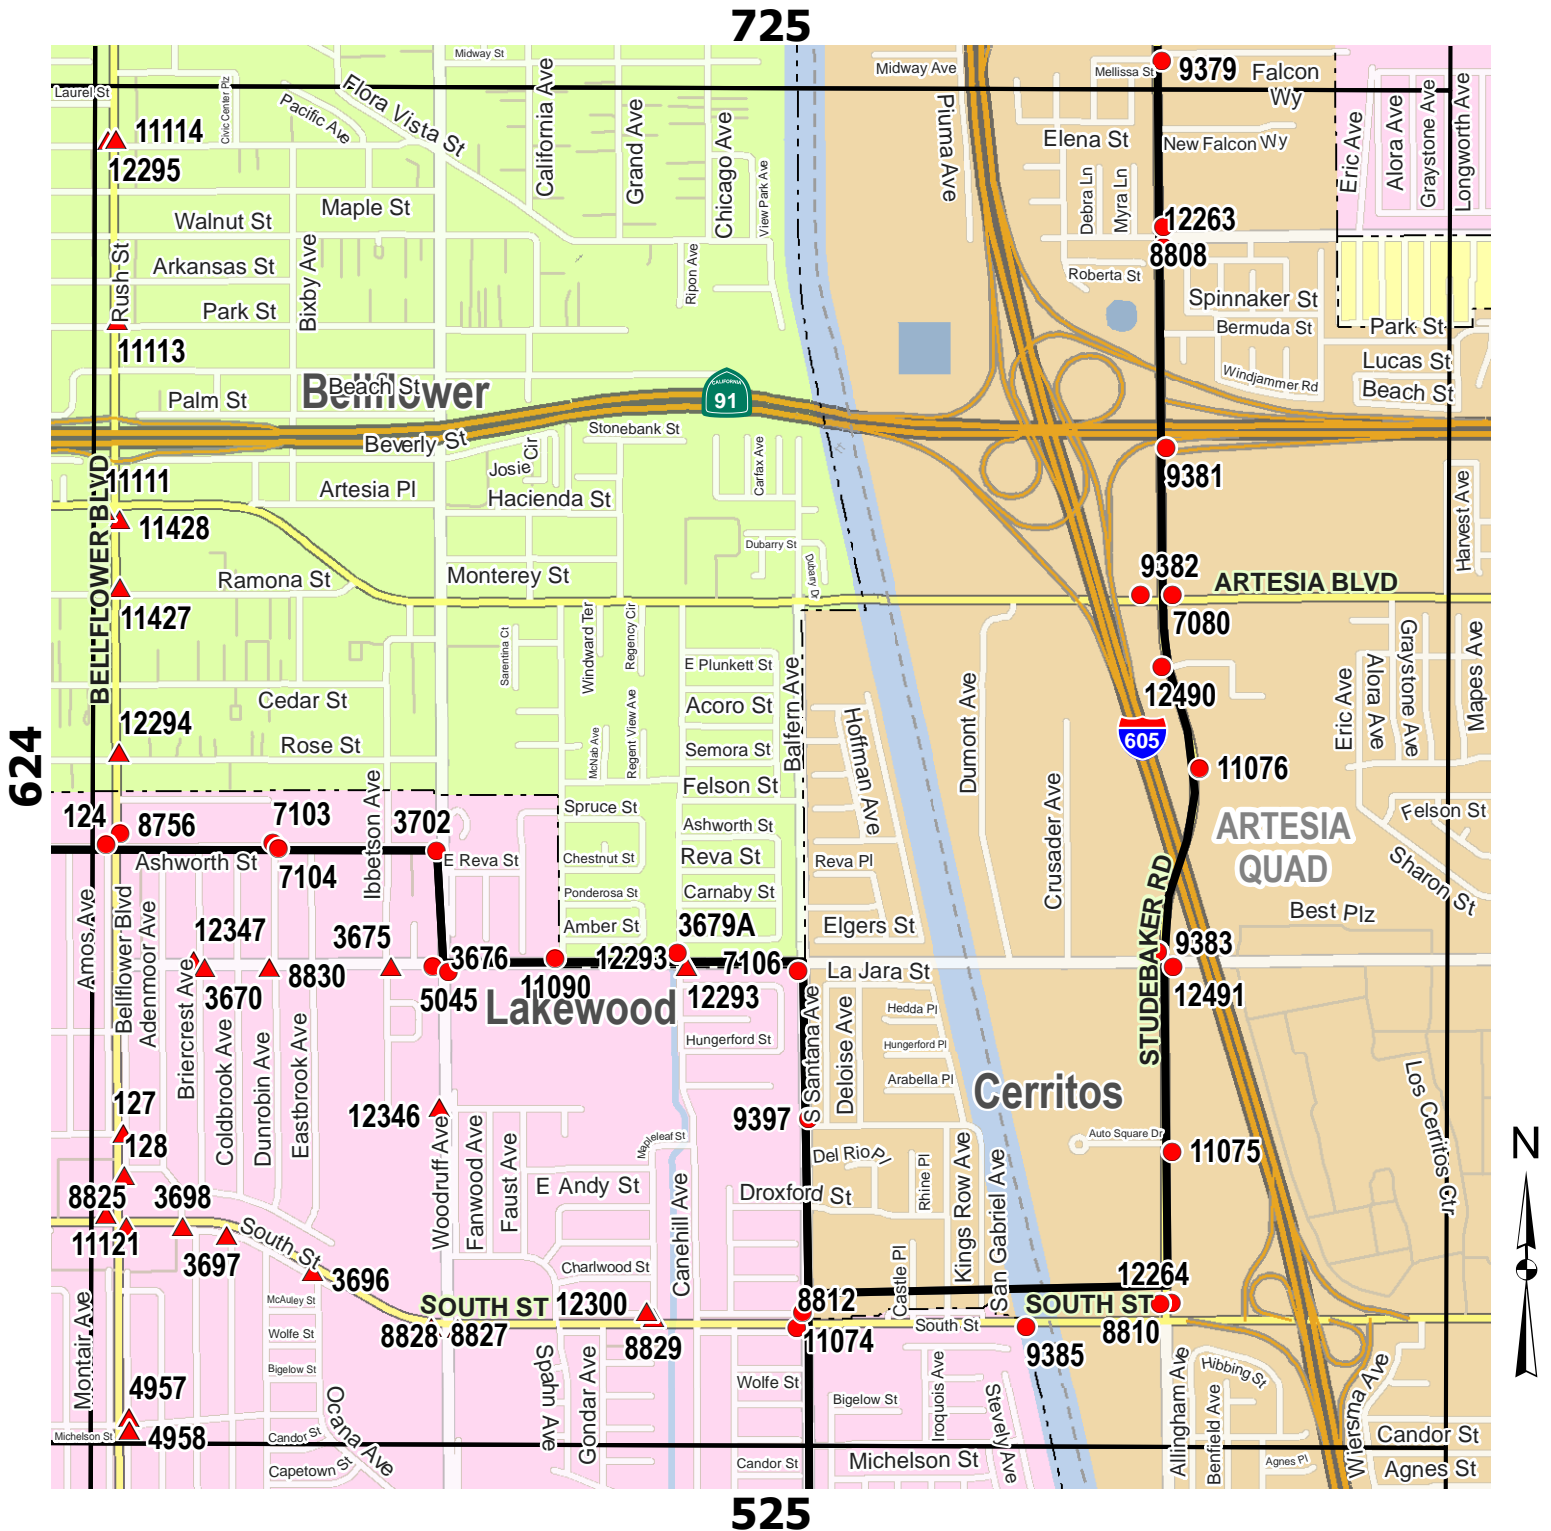 725
Midway St
Midway Ave
Mellissa St
9379
Falcon
Wy
Laurel St
Civic Center Plz
Pacific Ave
Flora Vista St
California Ave
Grand Ave
Chicago Ave
View Park Ave
Piuma Ave
Elena St
New Falcon Wy
Eric Ave
Alora Ave
Graystone Ave
Longworth Ave
11114
12295
Debra Ln
Myra Ln
Walnut St
Maple St
12263
8808
Rush St
Arkansas St
Bixby Ave
Ripon Ave
Roberta St
Park St
Spinnaker St
Bermuda St
Park St
11113
Lucas St
Windjammer Rd
Beach St
Bellflower
Beach St
Palm St
CALIFORNIA
91
Beverly St
Stonebank St
Josie Cir
Carfax Ave
11111
Artesia Pl
Hacienda St
9381
Harvest Ave
BELLFLOWER BLVD
11428
Dubarry St
Dubarry Dr
Ramona St
Monterey St
9382
ARTESIA BLVD
11427
7080
Sarentina Ct
Windward Ter
Regency Cir
E Plunkett St
Balfern Ave
Graystone Ave
Mapes Ave
Cedar St
Acoro St
Hoffman Ave
Dumont Ave
12490
Eric Ave
Alora Ave
12294
Rose St
McNab Ave
Regent View Ave
Semora St
605
624
Felson St
11076
Ibbetson Ave
Crusader Ave
124
8756
7103
3702
Spruce St
Ashworth St
Felson St
ARTESIA
QUAD
Ashworth St
7104
E Reva St
Chestnut St
Reva St
Reva Pl
Sharon St
Amos Ave
Bellflower Blvd
Adenmoor Ave
Ponderosa St
Carnaby St
STUDEBAKER RD
12347
3675
Amber St
3679A
Elgers St
Best Plz
9383
3676
12293
7106
La Jara St
Briercrest Ave
3670
8830
5045
11090
12293
12491
Lakewood
Coldbrook Ave
Dunrobin Ave
Eastbrook Ave
Hungerford St
S Santana Ave
Deloise Ave
Hedda Pl
Hungerford Pl
Arabella Pl
Cerritos
Los Cerritos Ctr
127
128
12346
9397
Mapleleaf St
Auto Square Dr
Del Rio Pl
11075
N
Woodruff Ave
Fanwood Ave
Faust Ave
E Andy St
Canehill Ave
Droxford St
Rhine Pl
Kings Row Ave
San Gabriel Ave
8825
3698
11121
3697
South St
3696
Charlwood St
Castle Pl
12264
Montair Ave
McAuley St
SOUTH ST
12300
8812
SOUTH ST
Wolfe St
8828
8827
8829
11074
South St
9385
8810
Bigelow St
Spahn Ave
Gondar Ave
Wolfe St
Bigelow St
Iroquois Ave
Stevely Ave
Allingham Ave
Hibbing St
Benfield Ave
Wiersma Ave
4957
4958
Michelson St
Candor St
Ocana Ave
Capetown St
Candor St
Michelson St
Agnes Pl
Candor St
Agnes St
525